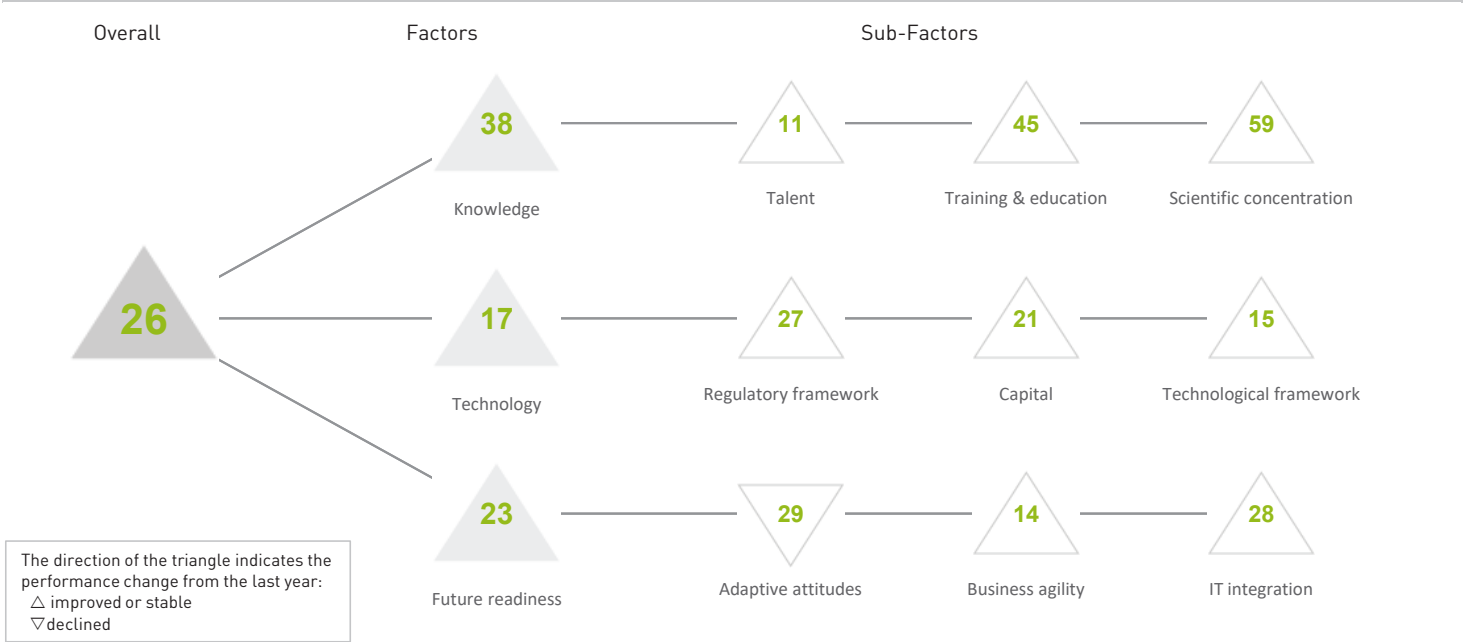 Overall Factors Sub-Factors
38 11 45 59
Knowledge Talent Training & education Scientific concentration
26
17 27 21 15
Technology Regulatory framework Capital Technological framework
23 29 14 28
Future readiness Adaptive attitudes Business agility IT integration
The direction of the triangle indicates the
performance change from the last year:
△ improved or stable
▽ declined